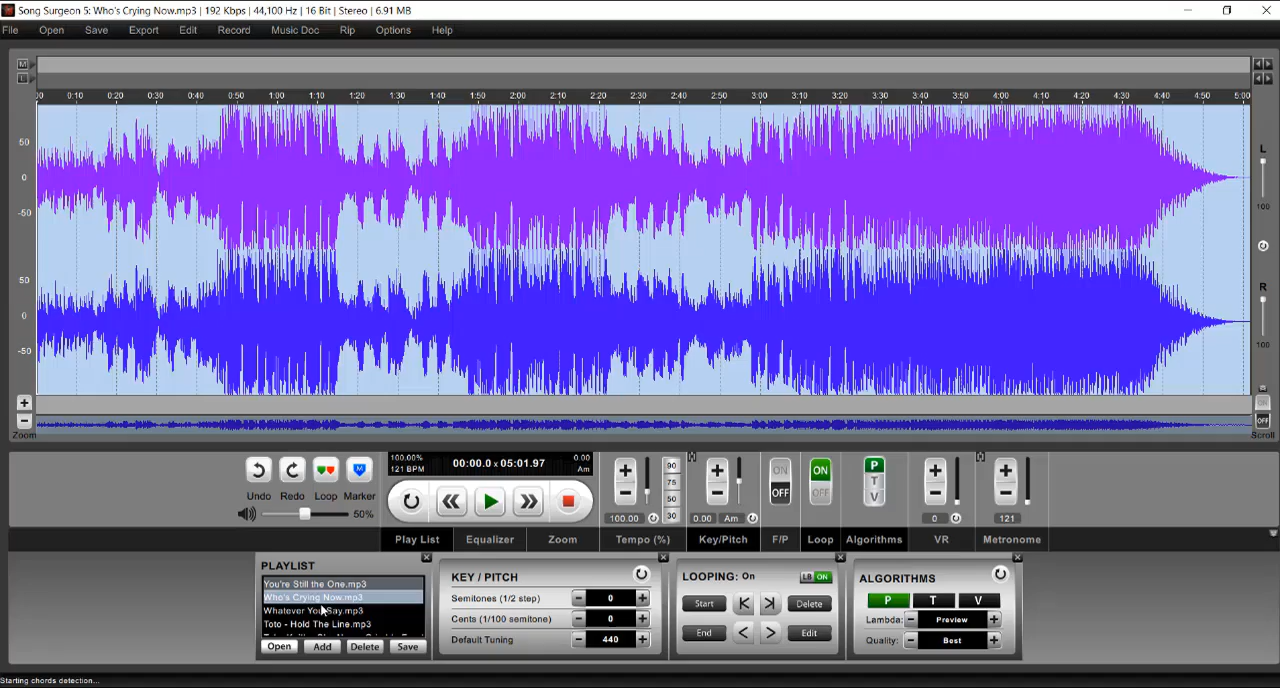 Song Surgeon 5: Who's Crying Now.mp3 | 192 Kbps | 44,100 Hz | 16 Bit | Stereo | 6.91 MB
File Open Save Export Edit Record Music Doc Rip Options Help
M
L
0:10 0:20 0:30 0:40 0:50 1:00 1:10 1:20 1:30 1:40 1:50 2:00 2:10 2:20 2:30 2:40 2:50 3:00 3:10 3:20 3:30 3:40 3:50 4:00 4:10 4:20 4:30 4:40 4:50 5:00
50
0
-50
50
0
-50
L
100
R
100
ON
OFF
Scroll
+
-
Zoom
Undo Redo Loop Marker
50%
100.00%
121 BPM
00:00.0 x 05:01.97
0.00
Am
90
75
50
30
100.00
0.00 Am
ON
OFF
ON
OFF
P
T
V
0
121
Play List Equalizer Zoom Tempo (%) Key/Pitch F/P Loop Algorithms VR Metronome
PLAYLIST
You're Still the One.mp3
Who's Crying Now.mp3
Whatever You Say.mp3
Toto - Hold The Line.mp3
Open Add Delete Save
KEY / PITCH
Semitones (1/2 step) - 0 +
Cents (1/100 semitone) - 0 +
Default Tuning - 440 +
LOOPING: On LB ON
Start Delete
End Edit
ALGORITHMS
P T V
Lambda: - Preview +
Quality: - Best +
Starting chords detection...